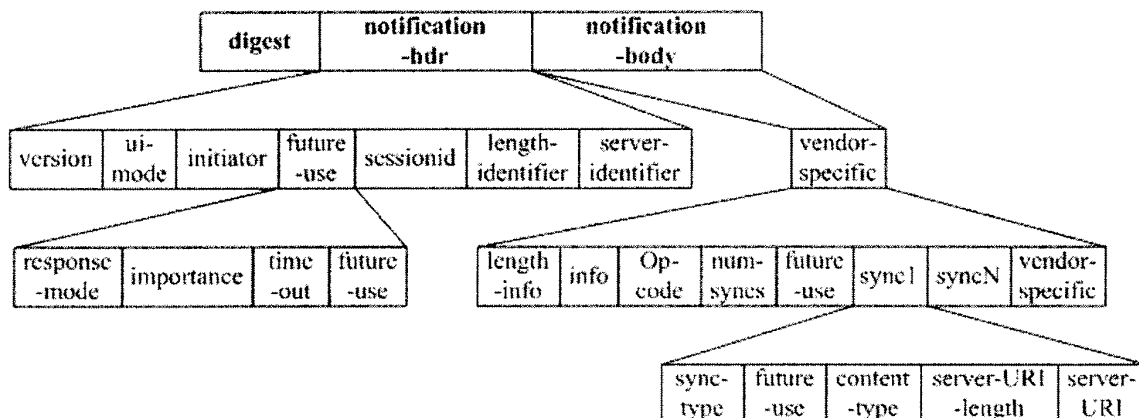 digest
notification
-hdr
notification
-body
version
ui-
mode
initiator
future
-use
sessionid
length-
identifier
server-
identifier
vendor-
specific
response
-mode
importance
time
-out
future
-use
length
-info
info
Op-
code
num-
syncs
future
-use
sync1
syncN
vendor-
specific
sync-
type
future
-use
content
-type
server-URI
-length
server-
URI